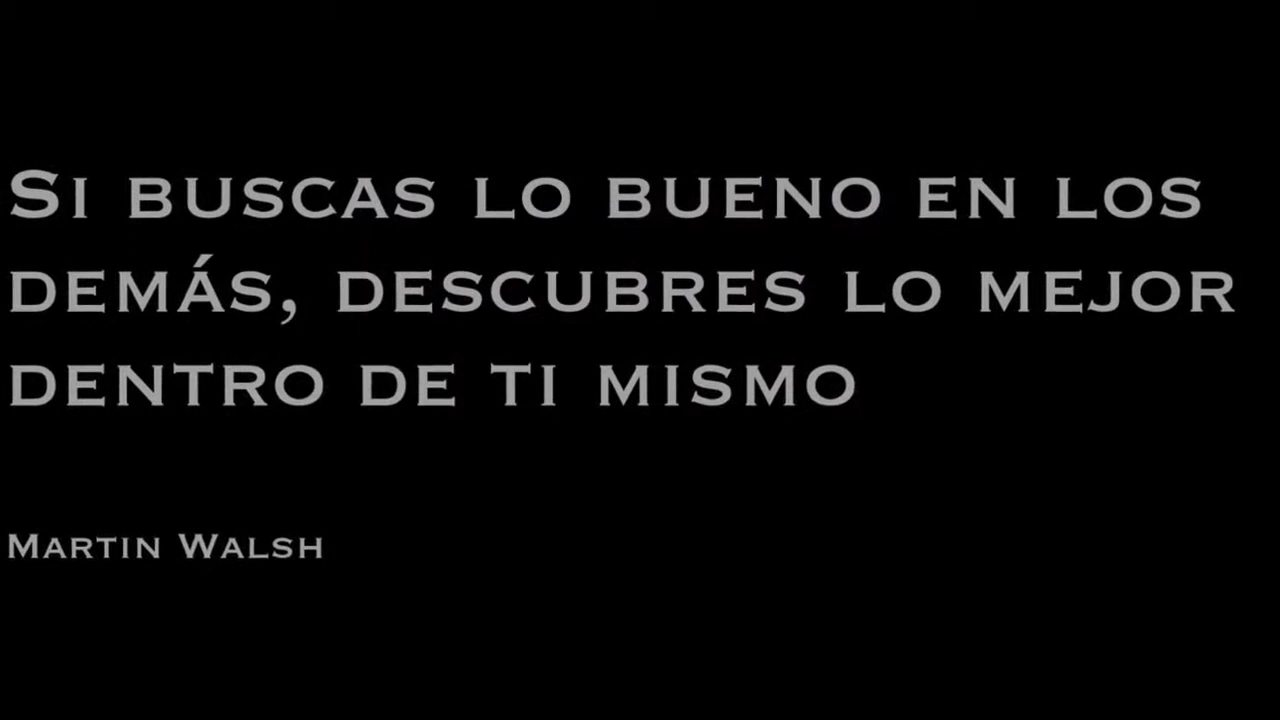 Si buscas lo bueno en los
demás, descubres lo mejor
dentro de ti mismo
Martin Walsh